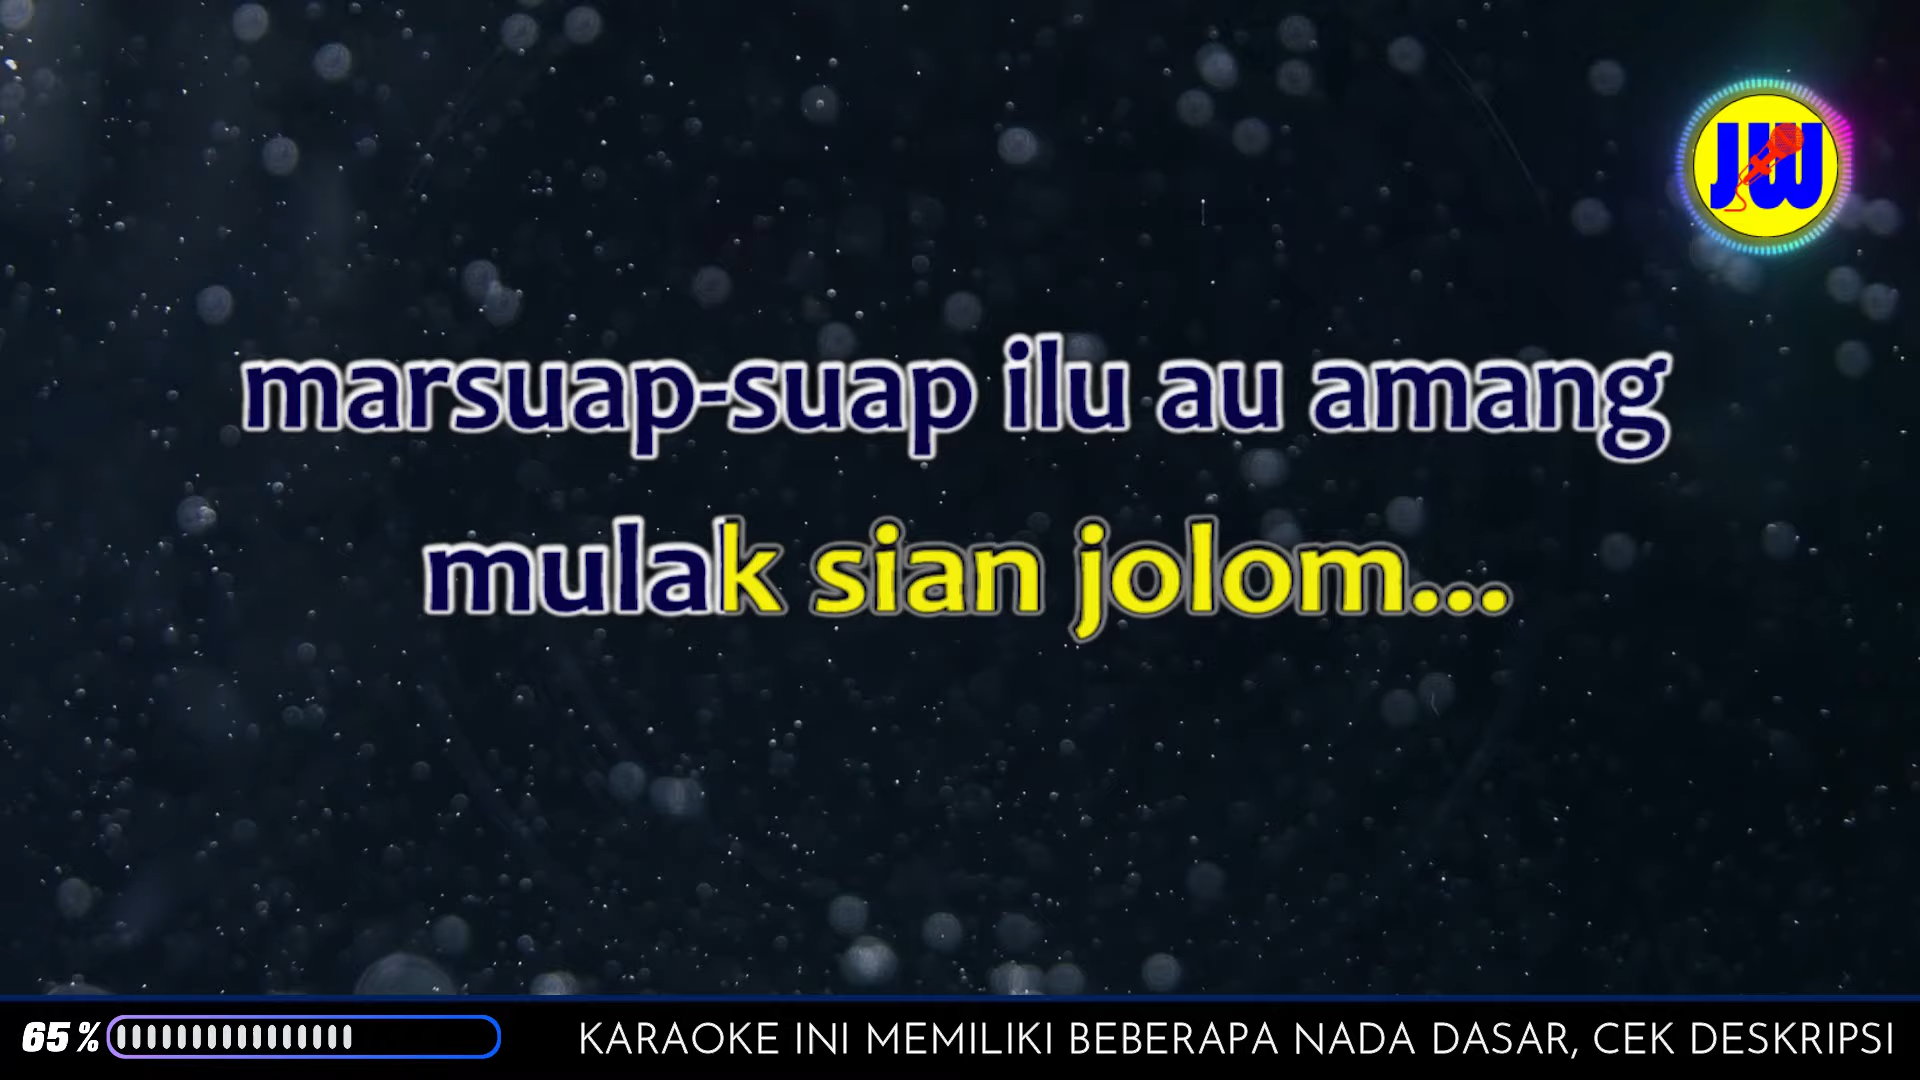 JW
marsuap-suap ilu au amang
mulak sian jolom...
65 %
KARAOKE INI MEMILIKI BEBERAPA NADA DASAR, CEK DESKRIPSI